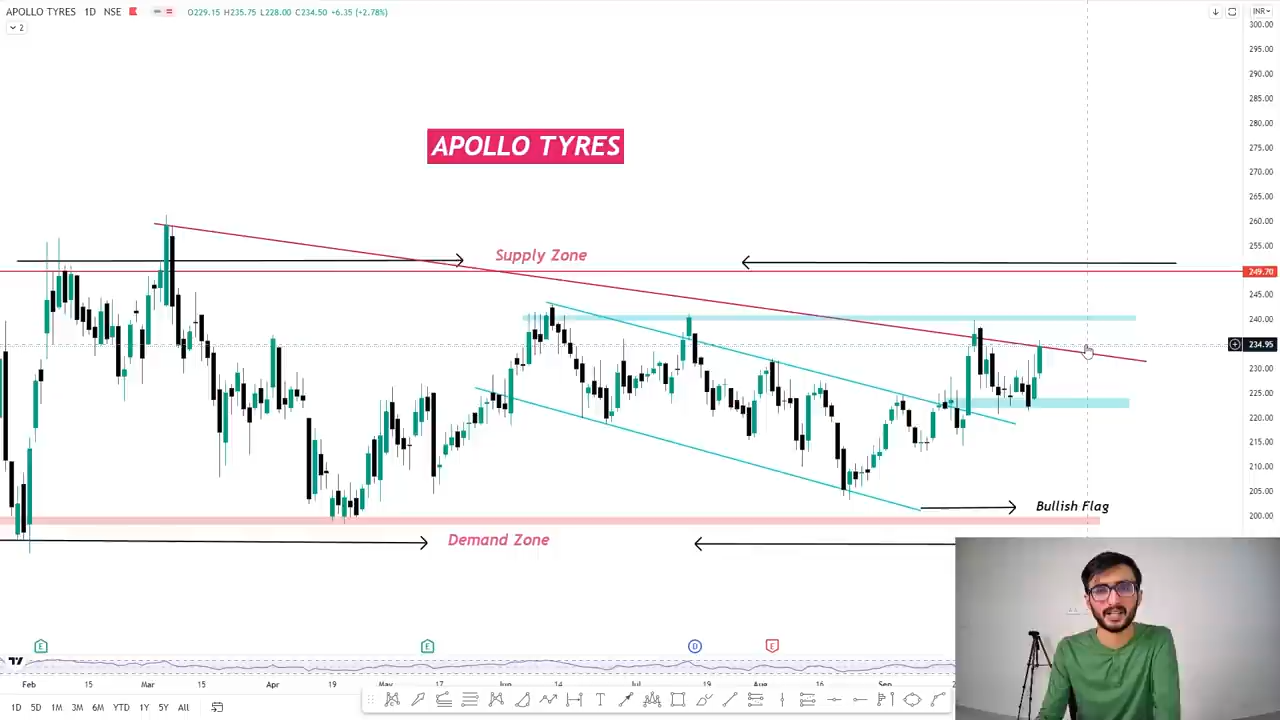 APOLLO TYRES 1D NSE O229.15 H235.75 L228.00 C234.50 +6.35 (+2.78%) INR
2
300.00
295.00
290.00
285.00
280.00
APOLLO TYRES
275.00
270.00
265.00
260.00
Supply Zone
255.00
249.70
245.00
240.00
234.95
230.00
225.00
220.00
215.00
210.00
205.00
Bullish Flag
200.00
Demand Zone
E E D E
Feb 15 Mar 15 Apr 19 May 17 Jun 14 Jul Aug 16 Sep
1D 5D 1M 3M 6M YTD 1Y 5Y All